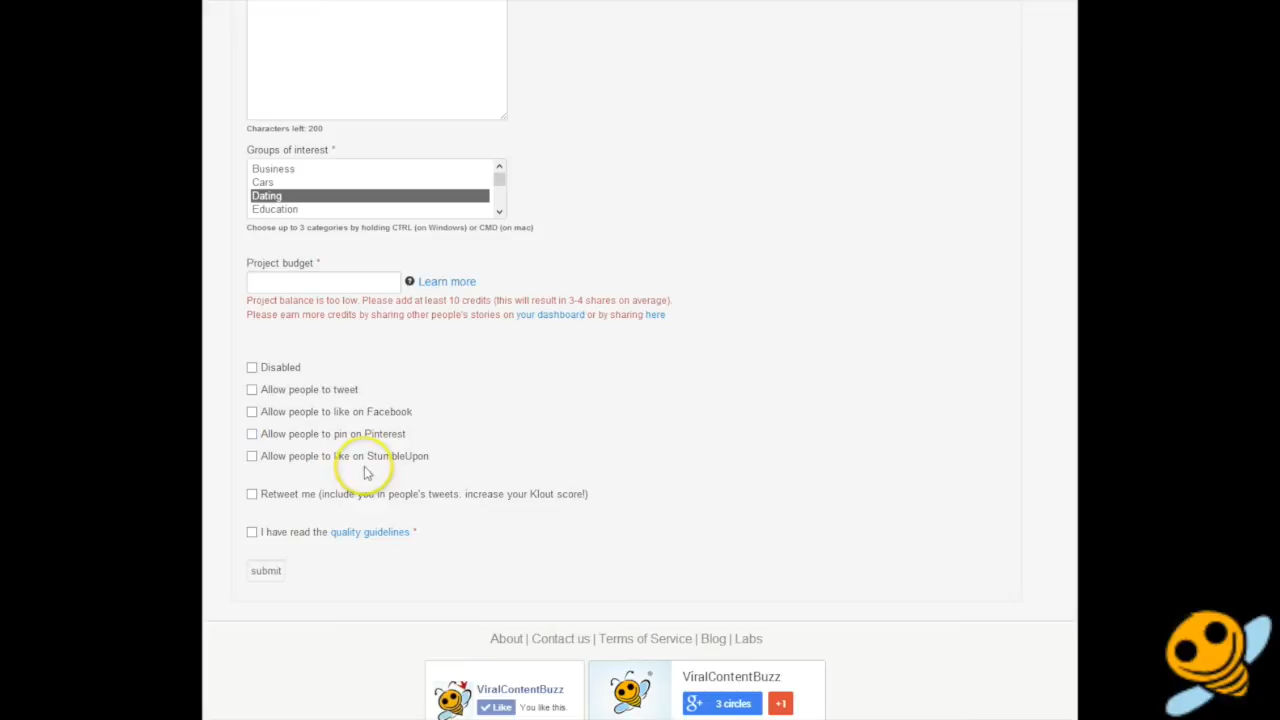 Characters left: 200
Groups of interest *
Business
Cars
Dating
Education
Choose up to 3 categories by holding CTRL (on Windows) or CMD (on mac)
Project budget *
? Learn more
Project balance is too low. Please add at least 10 credits (this will result in 3-4 shares on average).
Please earn more credits by sharing other people's stories on your dashboard or by sharing here
Disabled
Allow people to tweet
Allow people to like on Facebook
Allow people to pin on Pinterest
Allow people to like on StumbleUpon
Retweet me (include you in people's tweets. increase your Klout score!)
I have read the quality guidelines *
submit
About | Contact us | Terms of Service | Blog | Labs
ViralContentBuzz
Like You like this.
ViralContentBuzz
g+ 3 circles +1